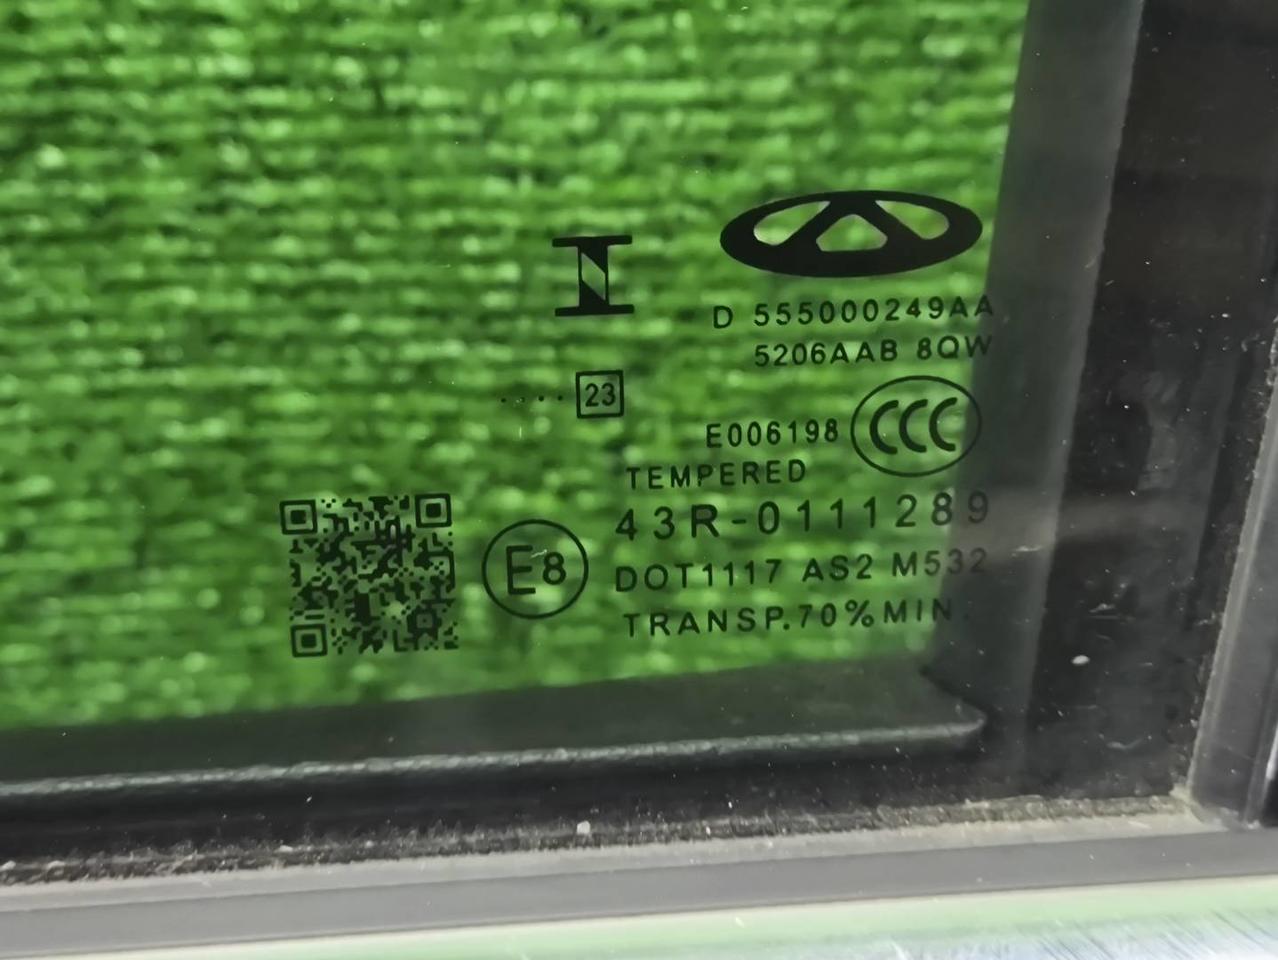 D 555000249AA
5206AAB 8QW
.... 23
E006198 CCC
TEMPERED
43R-0111289
E8
DOT1117 AS2 M532
TRANSP.70%MIN.